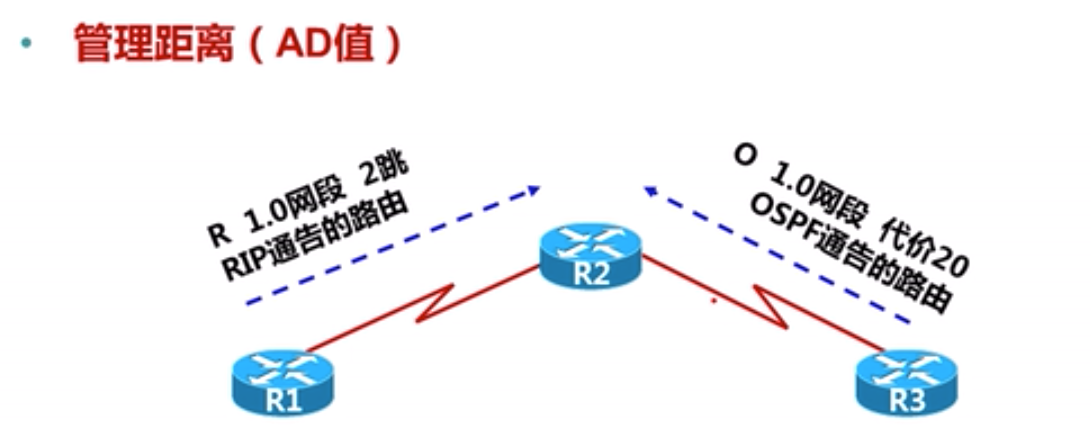 管理距离（AD值）
R 1.0网段 2跳
RIP通告的路由
O 1.0网段 代价20
OSPF通告的路由
R2
R1
R3